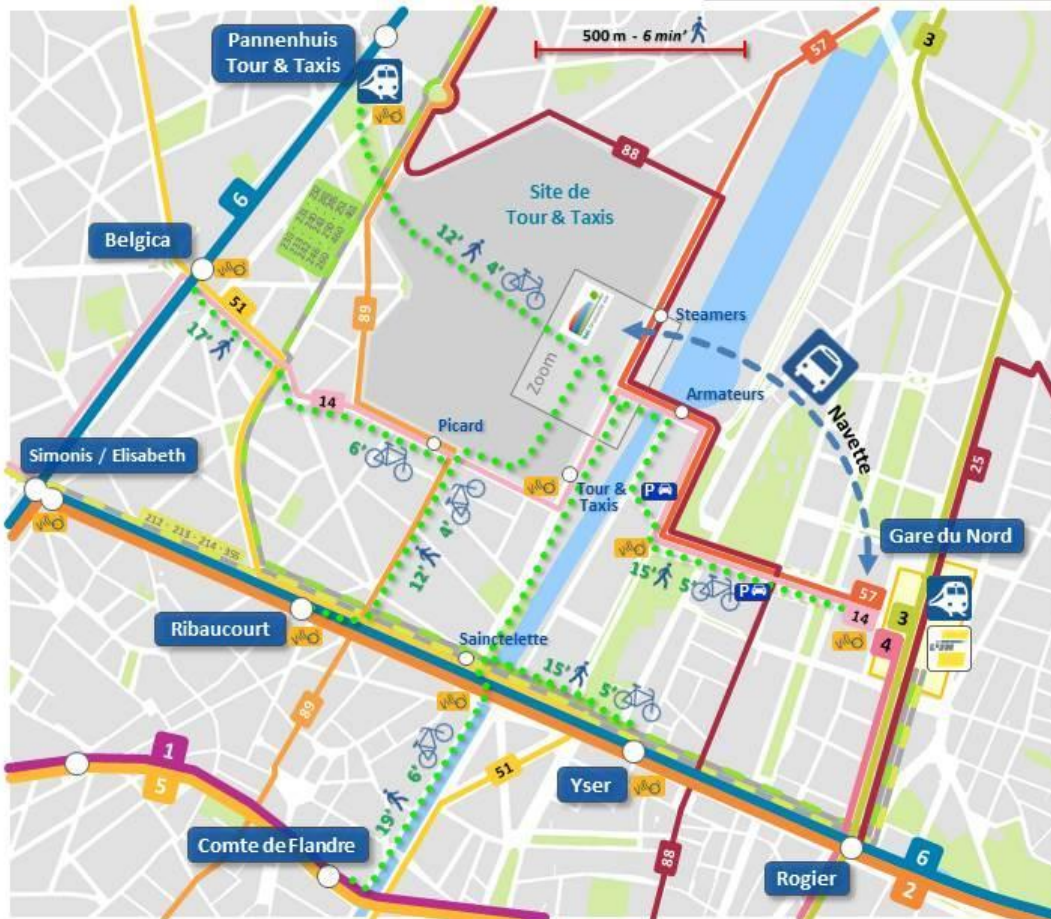 Pannenhuis
Tour & Taxis
500 m - 6 min'
57
3
88
6
Site de
Tour & Taxis
Belgica
12'
4'
51
89
17'
Steamers
Zoom
Navette
14
Armateurs
Picard
6'
Simonis / Elisabeth
Tour &
Taxis
P
25
4'
212 - 213 - 214 - 355
Gare du Nord
12'
15'
5'
P
57
14
3
4
Ribaucourt
Sainctelette
15'
5'
89
1
5
6'
51
Yser
19'
Comte de Flandre
88
6
2
Rogier